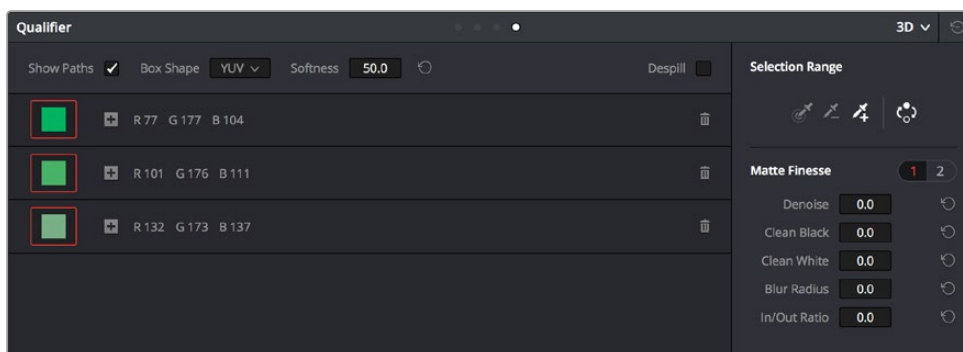 Qualifier 3D
Show Paths Box Shape YUV Softness 50.0 Despill
R 77 G 177 B 104
R 101 G 176 B 111
R 132 G 173 B 137
Selection Range
Matte Finesse 1 2
Denoise 0.0
Clean Black 0.0
Clean White 0.0
Blur Radius 0.0
In/Out Ratio 0.0